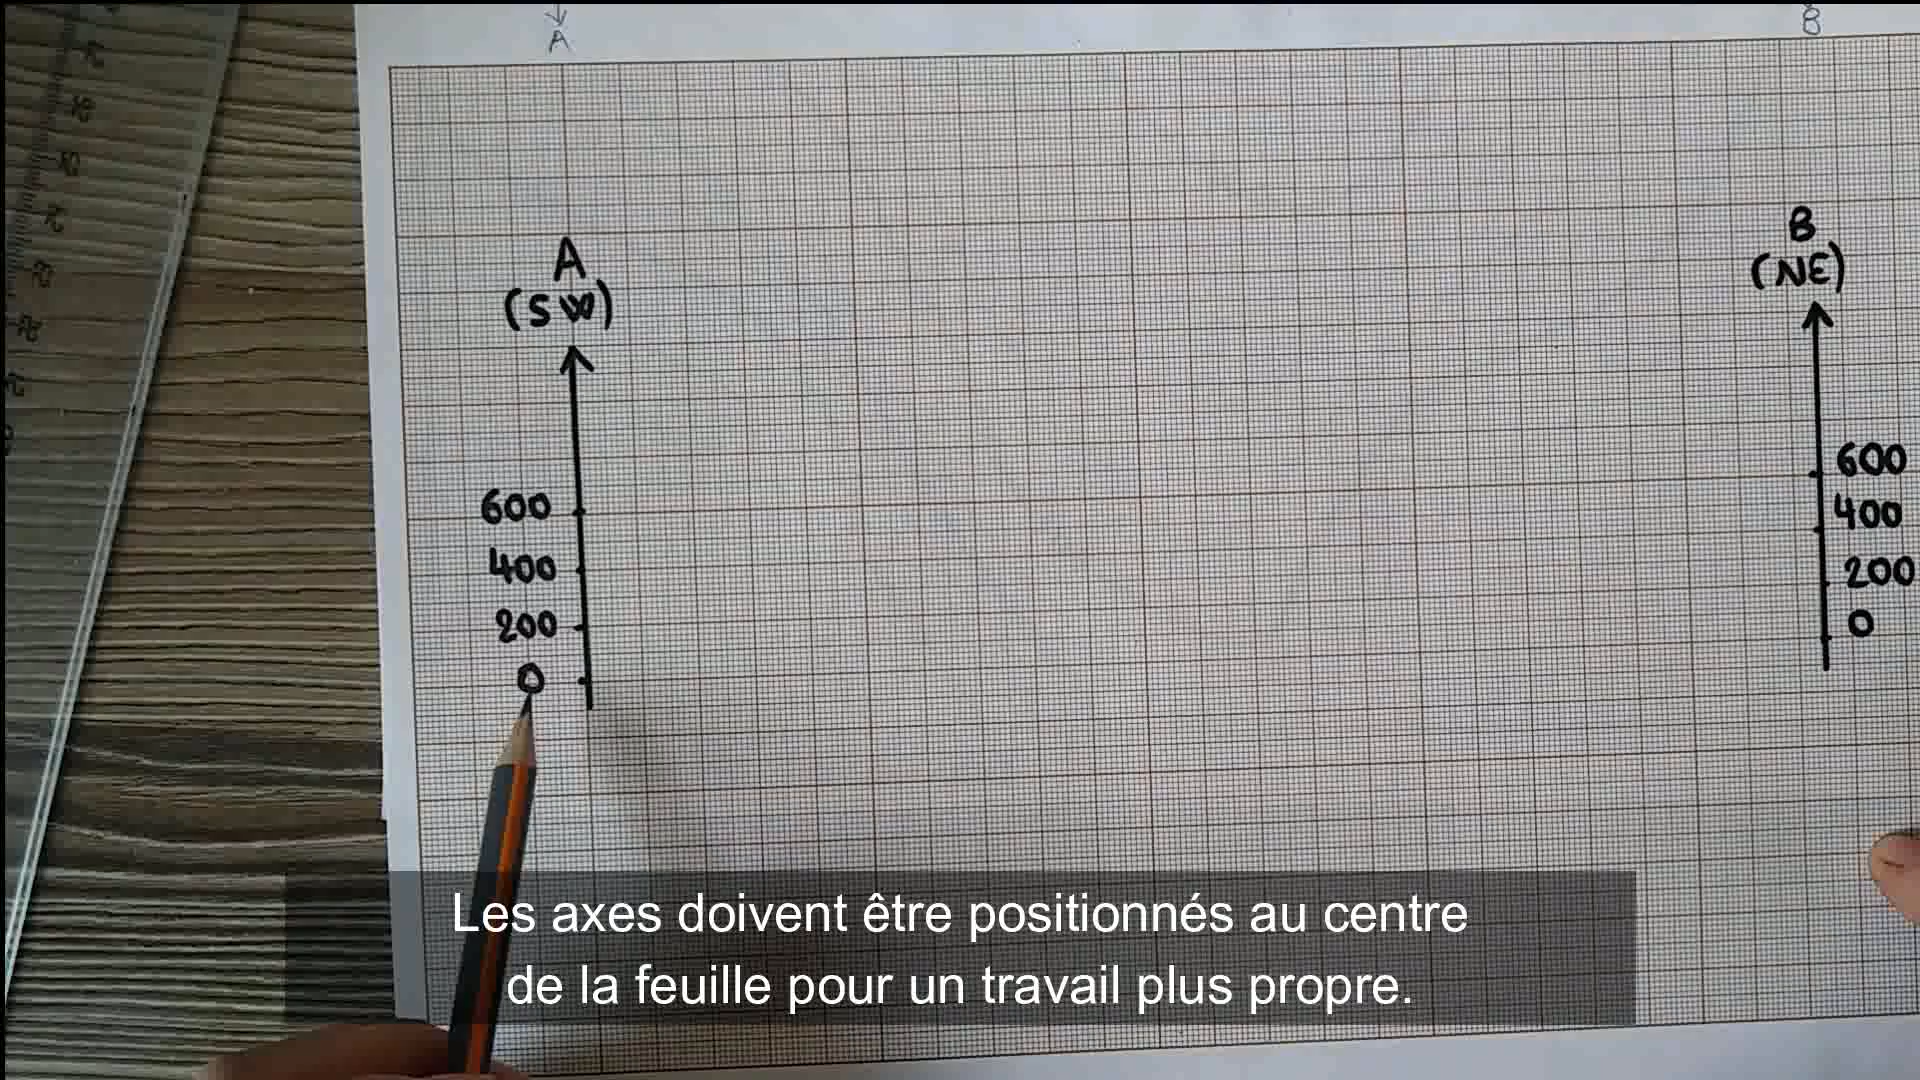 A
B
A
(SW)
B
(NE)
600
400
200
0
600
400
200
0
Les axes doivent être positionnés au centre
de la feuille pour un travail plus propre.